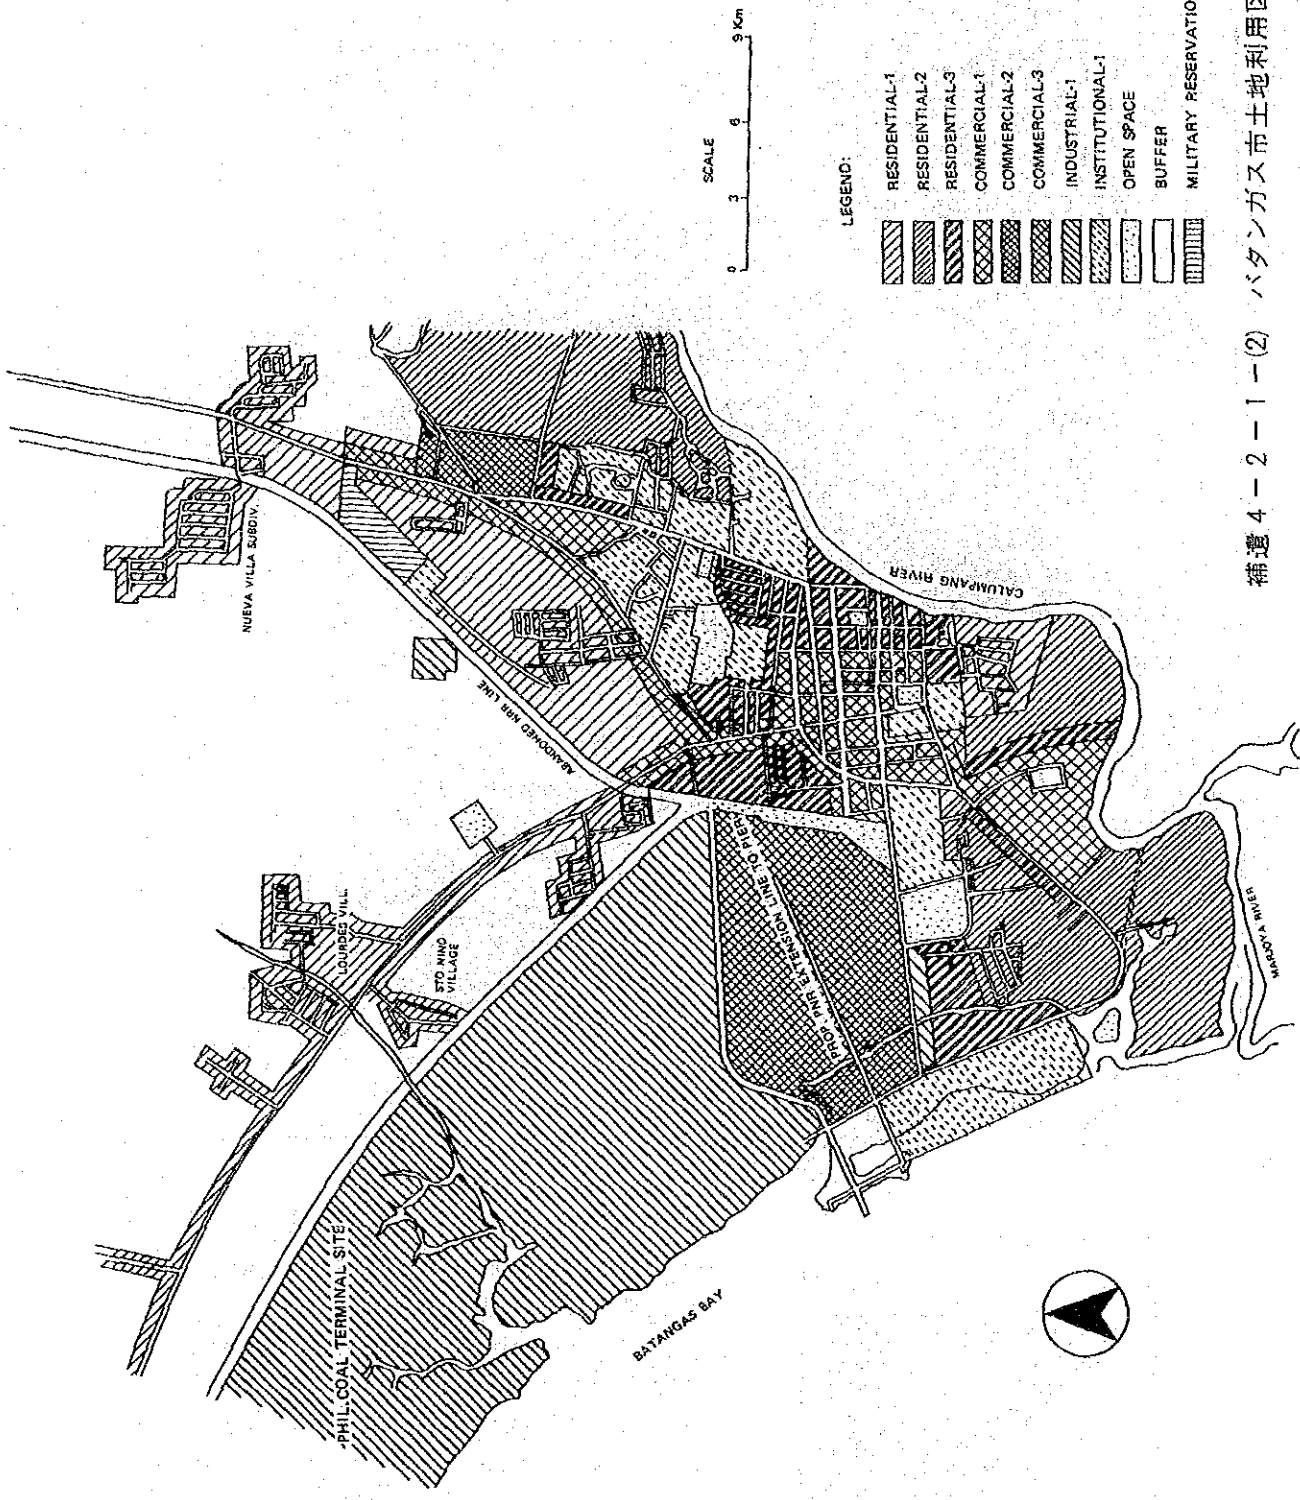 SCALE
0 3 6 9 Km
LEGEND:
RESIDENTIAL-1
RESIDENTIAL-2
RESIDENTIAL-3
COMMERCIAL-1
COMMERCIAL-2
COMMERCIAL-3
INDUSTRIAL-1
INSTITUTIONAL-1
OPEN SPACE
BUFFER
MILITARY RESERVATIO
NUEVA VILLA SUBDIV.
ABANDONED NRR LINE
LOURDES VILL.
STO NINO
VILLAGE
PHIL. COAL TERMINAL SITE
BATANGAS BAY
PROP. PNR EXTENSION LINE TO PIER
CALUMPANG RIVER
補遺 4-2-1-(2) バタンガス市土地利用区